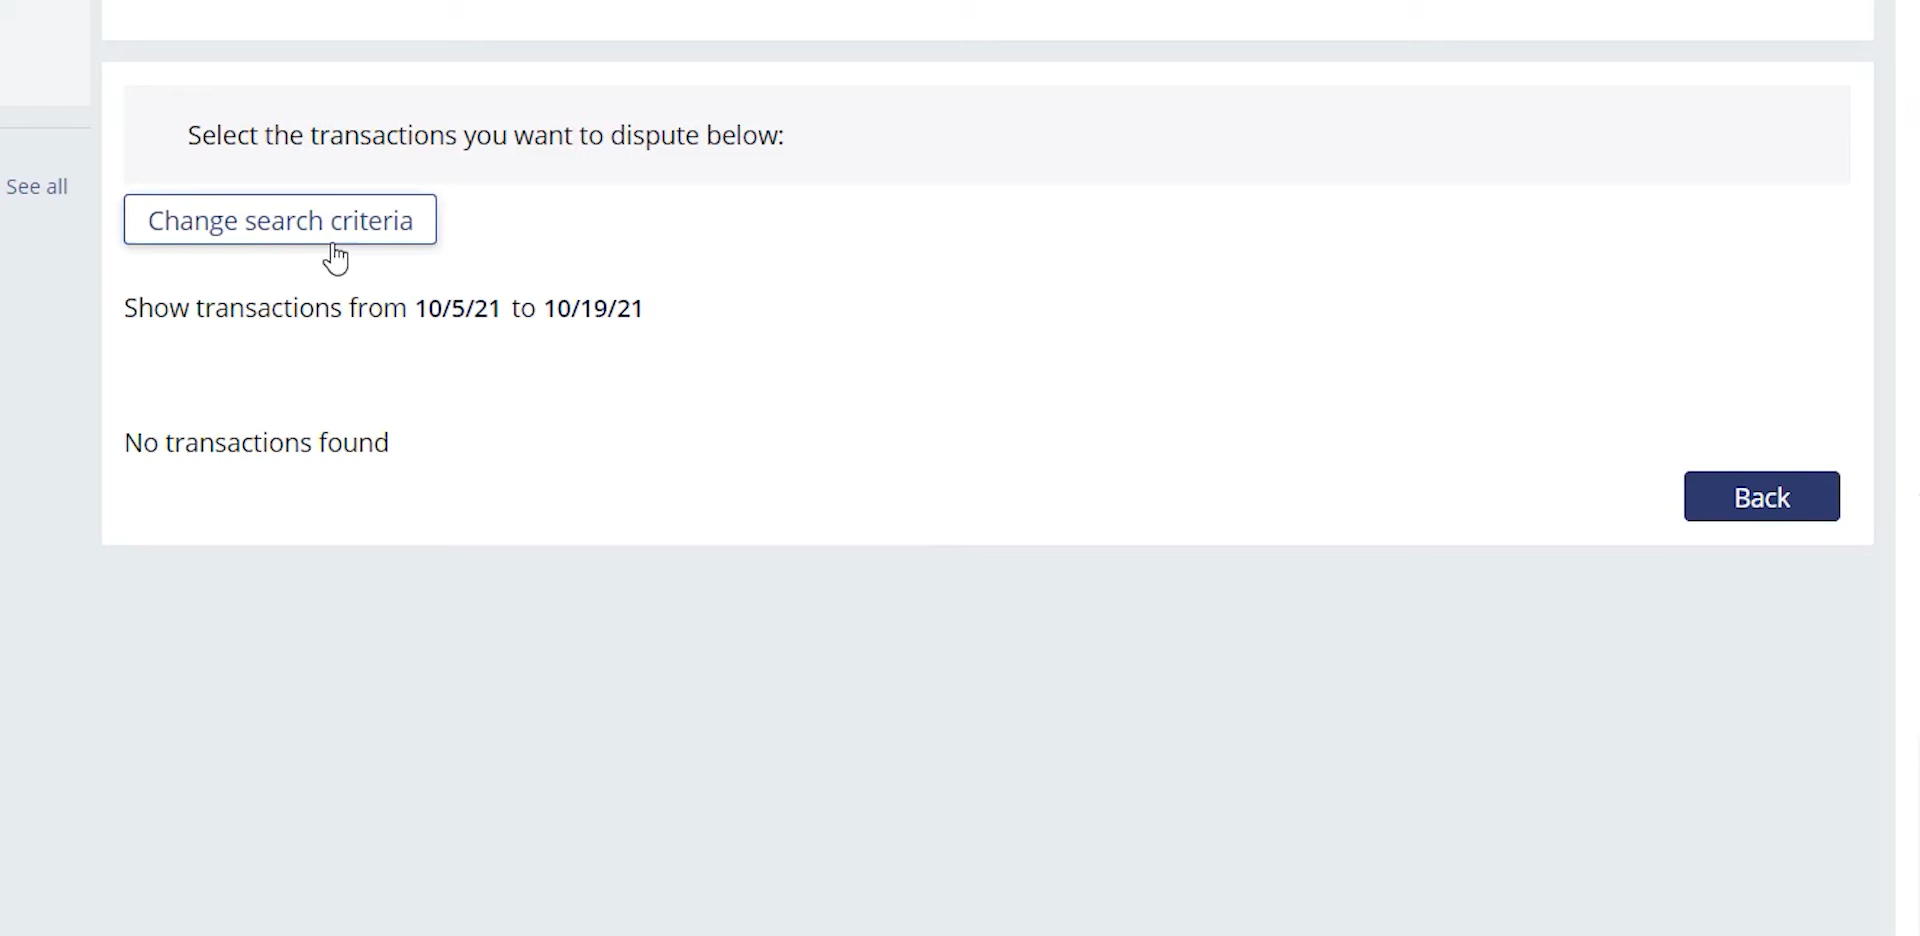 Select the transactions you want to dispute below:
See all
Change search criteria
Show transactions from 10/5/21 to 10/19/21
No transactions found
Back